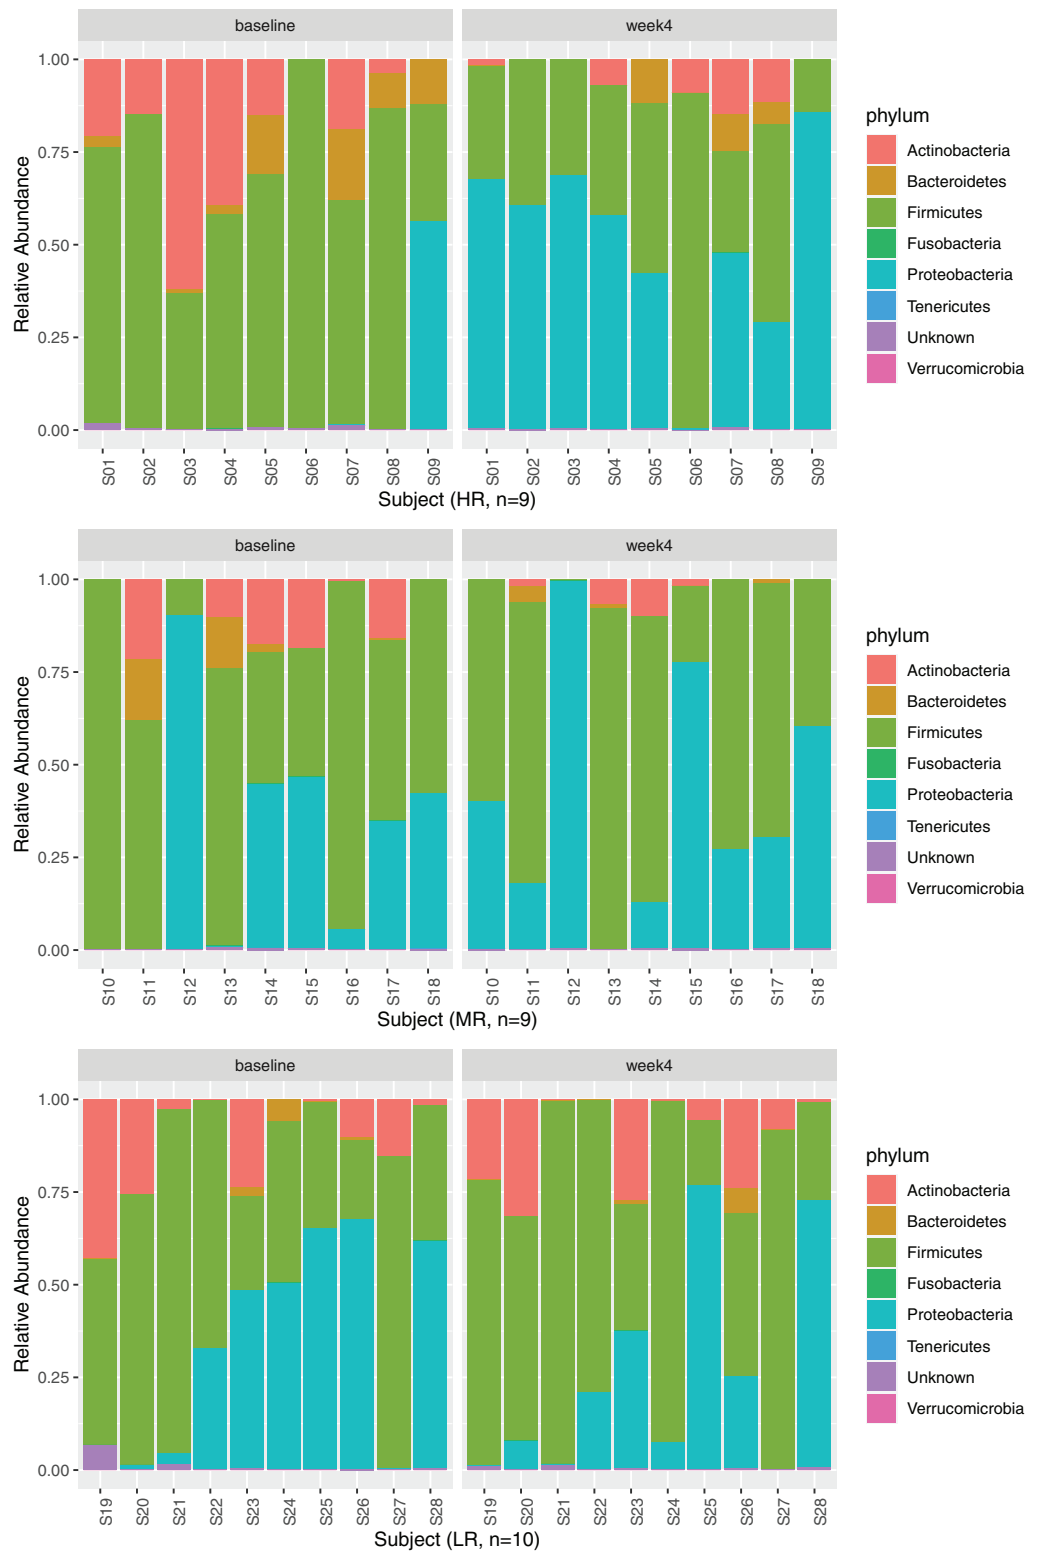 baseline
week4
1.00
0.75
0.50
0.25
0.00
Relative Abundance
S01 S02 S03 S04 S05 S06 S07 S08 S09
S01 S02 S03 S04 S05 S06 S07 S08 S09
Subject (HR, n=9)
phylum
Actinobacteria
Bacteroidetes
Firmicutes
Fusobacteria
Proteobacteria
Tenericutes
Unknown
Verrucomicrobia
baseline
week4
1.00
0.75
0.50
0.25
0.00
Relative Abundance
S10 S11 S12 S13 S14 S15 S16 S17 S18
S10 S11 S12 S13 S14 S15 S16 S17 S18
Subject (MR, n=9)
phylum
Actinobacteria
Bacteroidetes
Firmicutes
Fusobacteria
Proteobacteria
Tenericutes
Unknown
Verrucomicrobia
baseline
week4
1.00
0.75
0.50
0.25
0.00
Relative Abundance
S19 S20 S21 S22 S23 S24 S25 S26 S27 S28
S19 S20 S21 S22 S23 S24 S25 S26 S27 S28
Subject (LR, n=10)
phylum
Actinobacteria
Bacteroidetes
Firmicutes
Fusobacteria
Proteobacteria
Tenericutes
Unknown
Verrucomicrobia